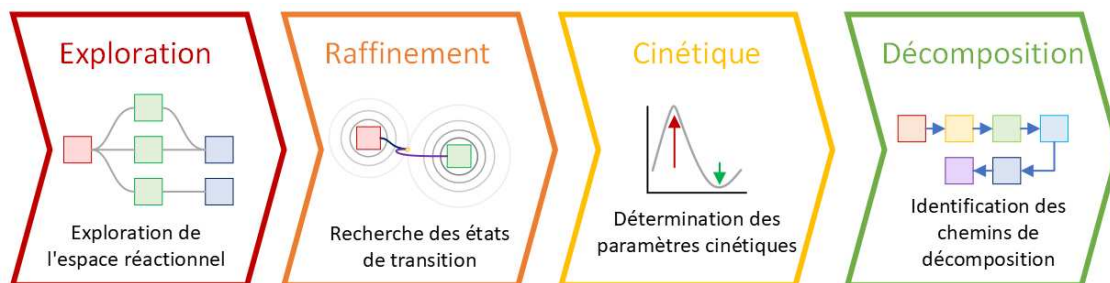 Exploration
Exploration de
l'espace réactionnel
Raffinement
Recherche des états
de transition
Cinétique
Détermination des
paramètres cinétiques
Décomposition
Identification des
chemins de
décomposition